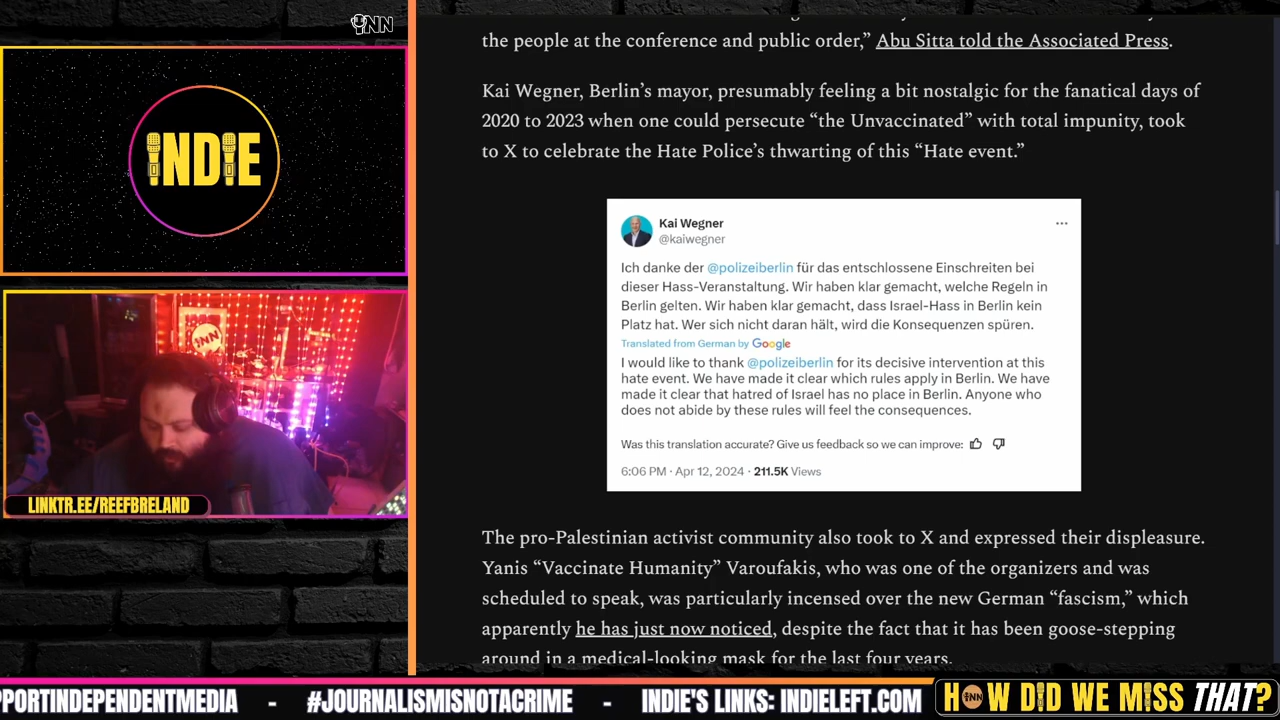 INN
INDIE
INN
LINKTR.EE/REEFBRELAND
the people at the conference and public order,” Abu Sitta told the Associated Press.
Kai Wegner, Berlin’s mayor, presumably feeling a bit nostalgic for the fanatical days of
2020 to 2023 when one could persecute “the Unvaccinated” with total impunity, took
to X to celebrate the Hate Police’s thwarting of this “Hate event.”
Kai Wegner
@kaiwegner
Ich danke der @polizeiberlin für das entschlossene Einschreiten bei
dieser Hass-Veranstaltung. Wir haben klar gemacht, welche Regeln in
Berlin gelten. Wir haben klar gemacht, dass Israel-Hass in Berlin kein
Platz hat. Wer sich nicht daran hält, wird die Konsequenzen spüren.
Translated from German by Google
I would like to thank @polizeiberlin for its decisive intervention at this
hate event. We have made it clear which rules apply in Berlin. We have
made it clear that hatred of Israel has no place in Berlin. Anyone who
does not abide by these rules will feel the consequences.
Was this translation accurate? Give us feedback so we can improve:
6:06 PM · Apr 12, 2024 · 211.5K Views
The pro-Palestinian activist community also took to X and expressed their displeasure.
Yanis “Vaccinate Humanity” Varoufakis, who was one of the organizers and was
scheduled to speak, was particularly incensed over the new German “fascism,” which
apparently he has just now noticed, despite the fact that it has been goose-stepping
around in a medical-looking mask for the last four years.
PPORTINDEPENDENTMEDIA - #JOURNALISMISNOTACRIME - INDIE'S LINKS: INDIELEFT.COM
HOW DID WE MISS THAT?